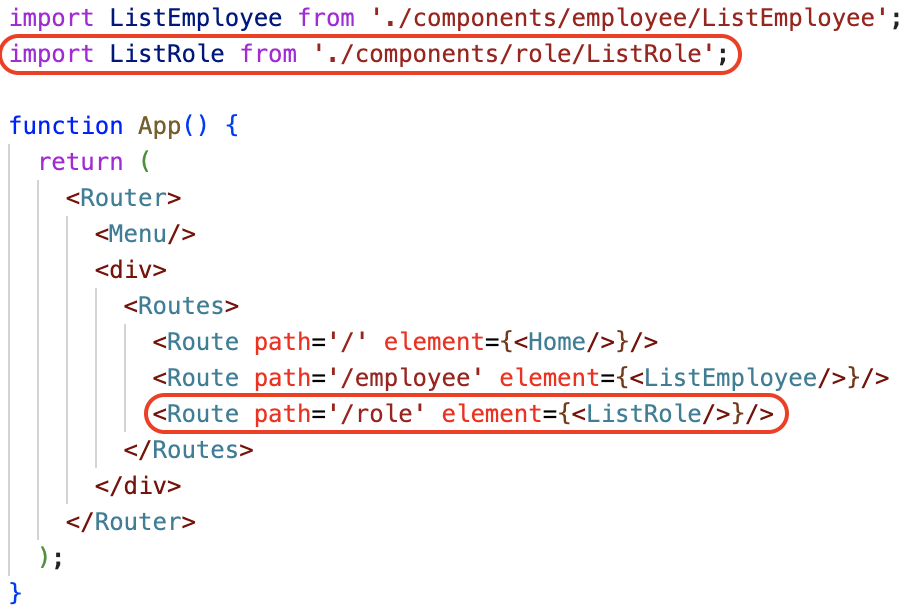 import ListEmployee from './components/employee/ListEmployee';
import ListRole from './components/role/ListRole';
function App() {
  return (
    <Router>
      <Menu/>
      <div>
        <Routes>
          <Route path='/' element={<Home/>}/>
          <Route path='/employee' element={<ListEmployee/>}/>
          <Route path='/role' element={<ListRole/>}/>
        </Routes>
      </div>
    </Router>
  );
}